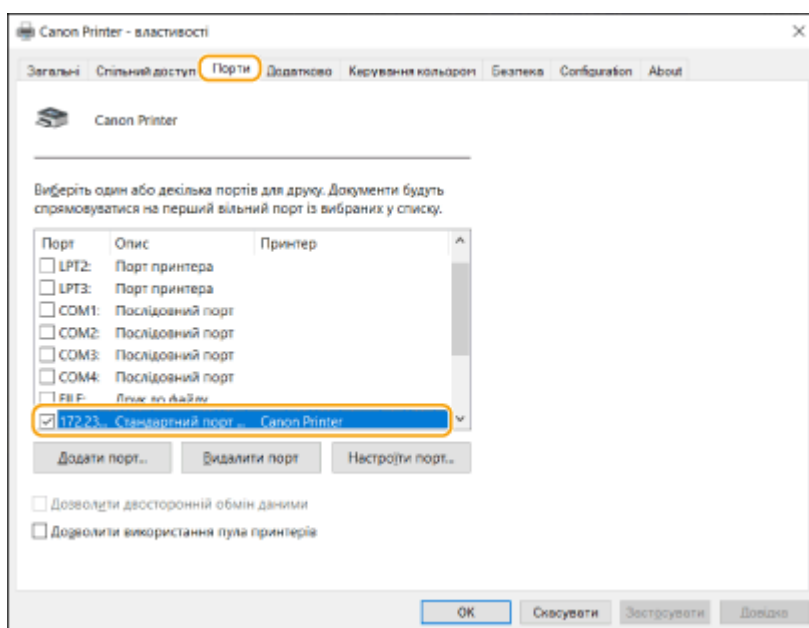 Canon Printer - властивості
Загальні Спільний доступ Порти Додатково Керування кольором Безпека Configuration About
Canon Printer
Виберіть один або декілька портів для друку. Документи будуть
спрямовуватися на перший вільний порт із вибраних у списку.
Порт Опис Принтер
LPT2: Порт принтера
LPT3: Порт принтера
COM1: Послідовний порт
COM2: Послідовний порт
COM3: Послідовний порт
COM4: Послідовний порт
FILE: Друк до файлу
172.23... Стандартний порт ... Canon Printer
Додати порт... Видалити порт Настроїти порт...
Дозволити двосторонній обмін даними
Дозволити використання пула принтерів
OK Скасувати Застосувати Довідка